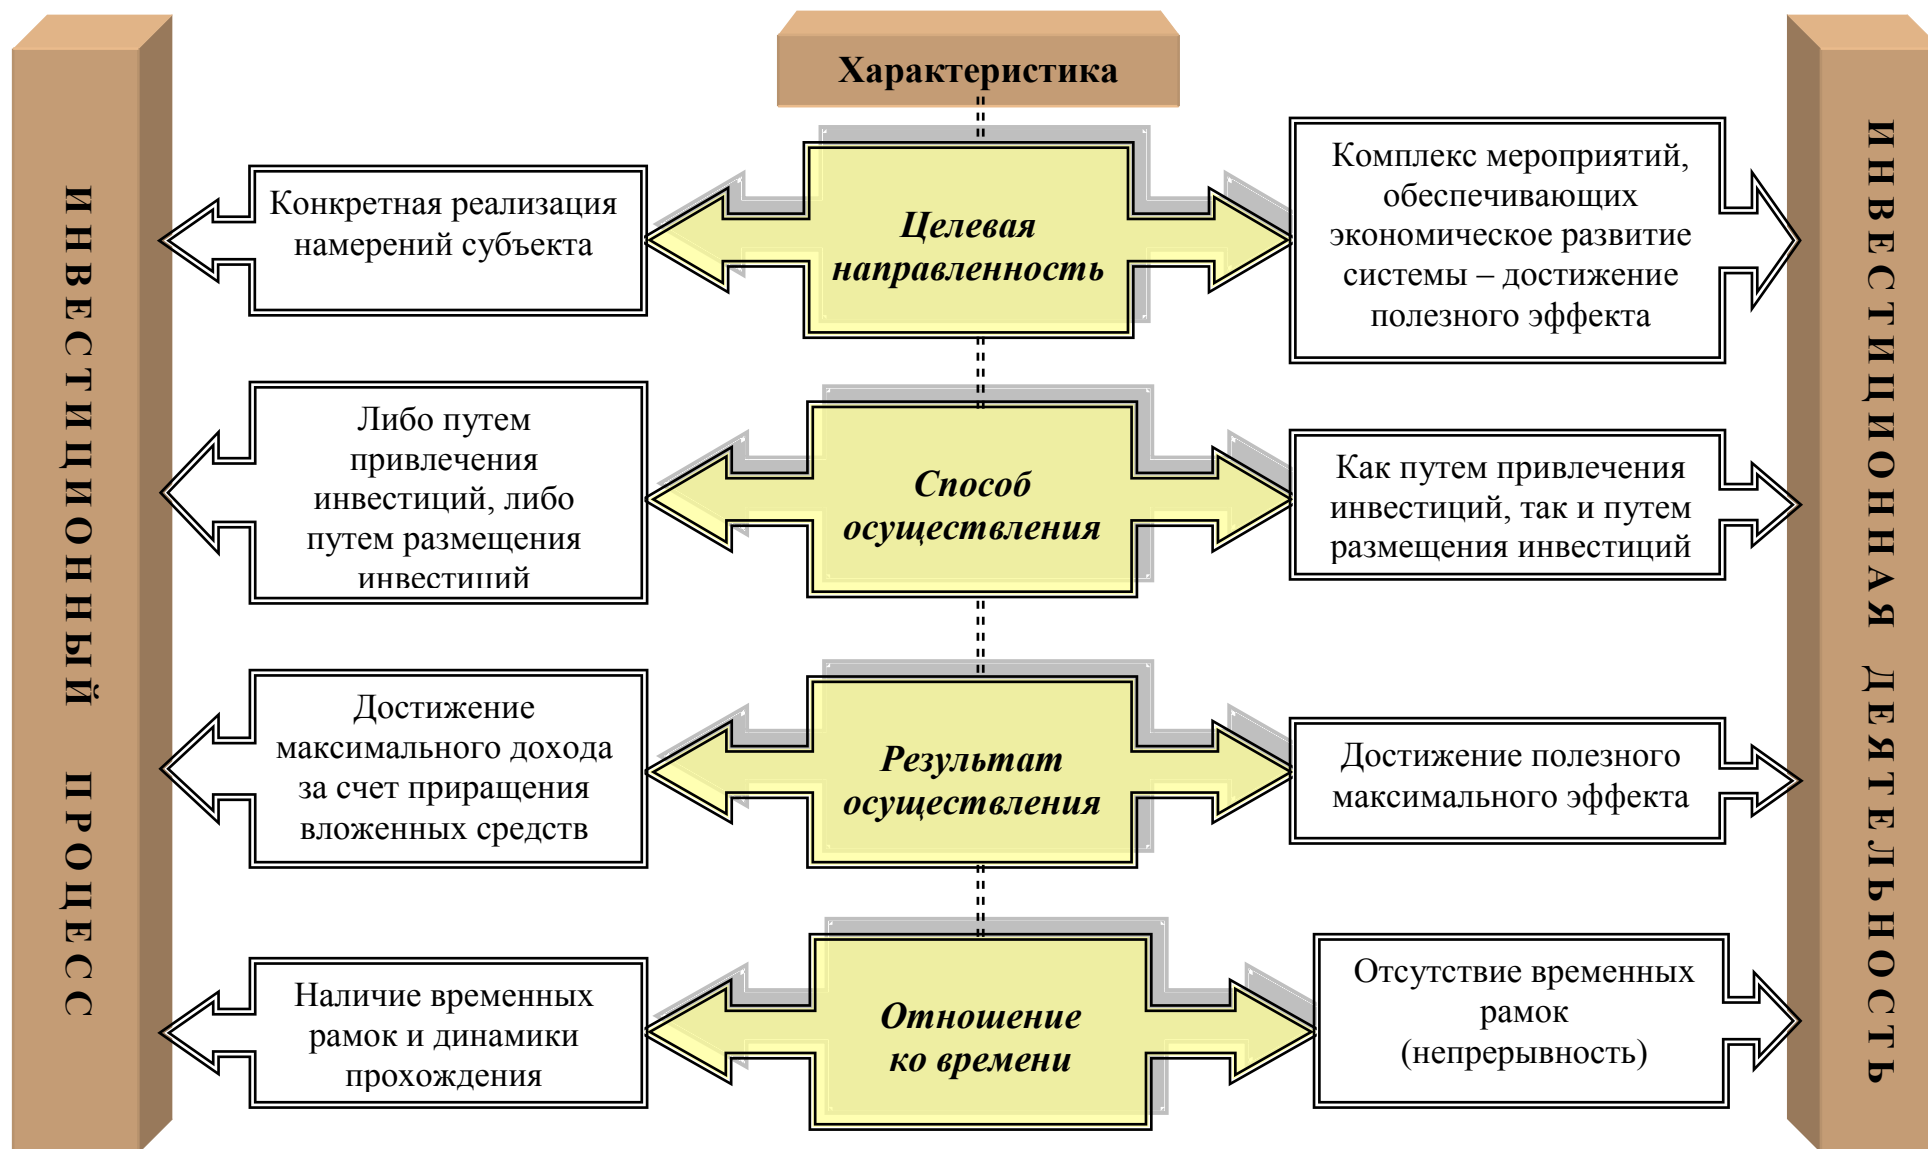 Характеристика
ИНВЕСТИЦИОННЫЙ ПРОЦЕСС
Конкретная реализация
намерений субъекта
Целевая
направленность
Комплекс мероприятий,
обеспечивающих
экономическое развитие
системы – достижение
полезного эффекта
Либо путем
привлечения
инвестиций, либо
путем размещения
инвестиций
Способ
осуществления
Как путем привлечения
инвестиций, так и путем
размещения инвестиций
Достижение
максимального дохода
за счет приращения
вложенных средств
Результат
осуществления
Достижение полезного
максимального эффекта
Наличие временных
рамок и динамики
прохождения
Отношение
ко времени
Отсутствие временных
рамок
(непрерывность)
ИНВЕСТИЦИОННАЯ ДЕЯТЕЛЬНОСТЬ